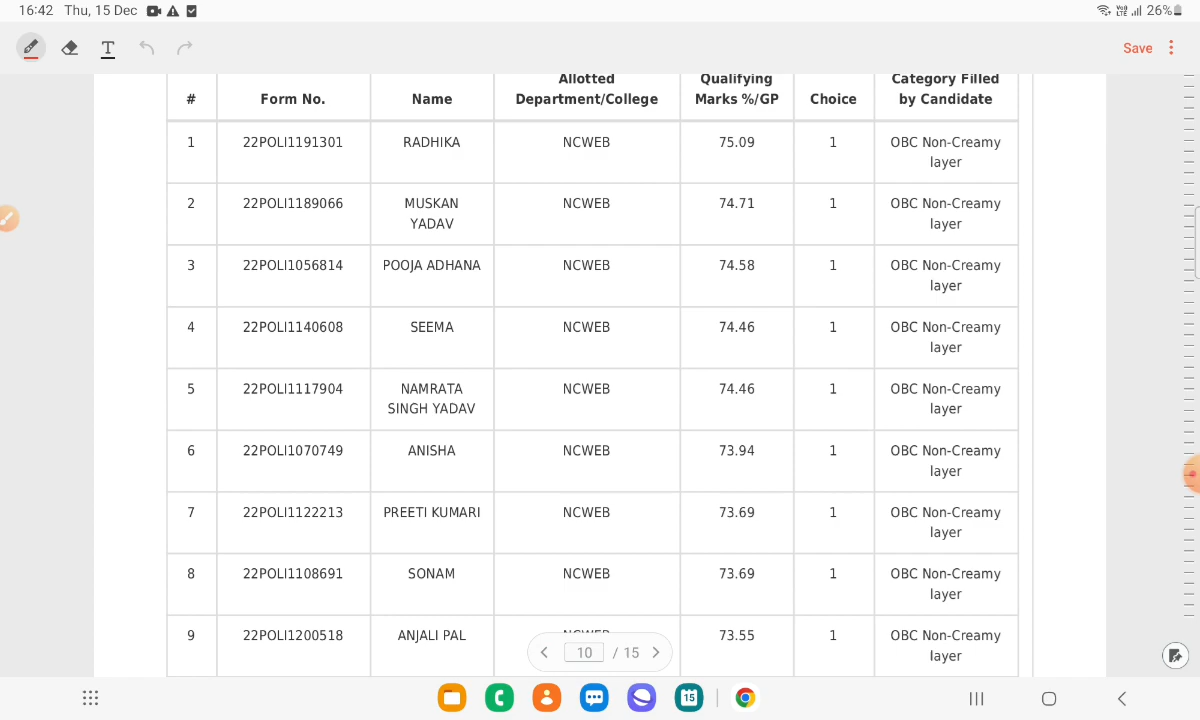 16:42 Thu, 15 Dec 26%
T Save
# Form No. Name Allotted Department/College Qualifying Marks %/GP Choice Category Filled by Candidate
1 22POLI1191301 RADHIKA NCWEB 75.09 1 OBC Non-Creamy layer
2 22POLI1189066 MUSKAN YADAV NCWEB 74.71 1 OBC Non-Creamy layer
3 22POLI1056814 POOJA ADHANA NCWEB 74.58 1 OBC Non-Creamy layer
4 22POLI1140608 SEEMA NCWEB 74.46 1 OBC Non-Creamy layer
5 22POLI1117904 NAMRATA SINGH YADAV NCWEB 74.46 1 OBC Non-Creamy layer
6 22POLI1070749 ANISHA NCWEB 73.94 1 OBC Non-Creamy layer
7 22POLI1122213 PREETI KUMARI NCWEB 73.69 1 OBC Non-Creamy layer
8 22POLI1108691 SONAM NCWEB 73.69 1 OBC Non-Creamy layer
9 22POLI1200518 ANJALI PAL 73.55 1 OBC Non-Creamy layer
10 / 15
15